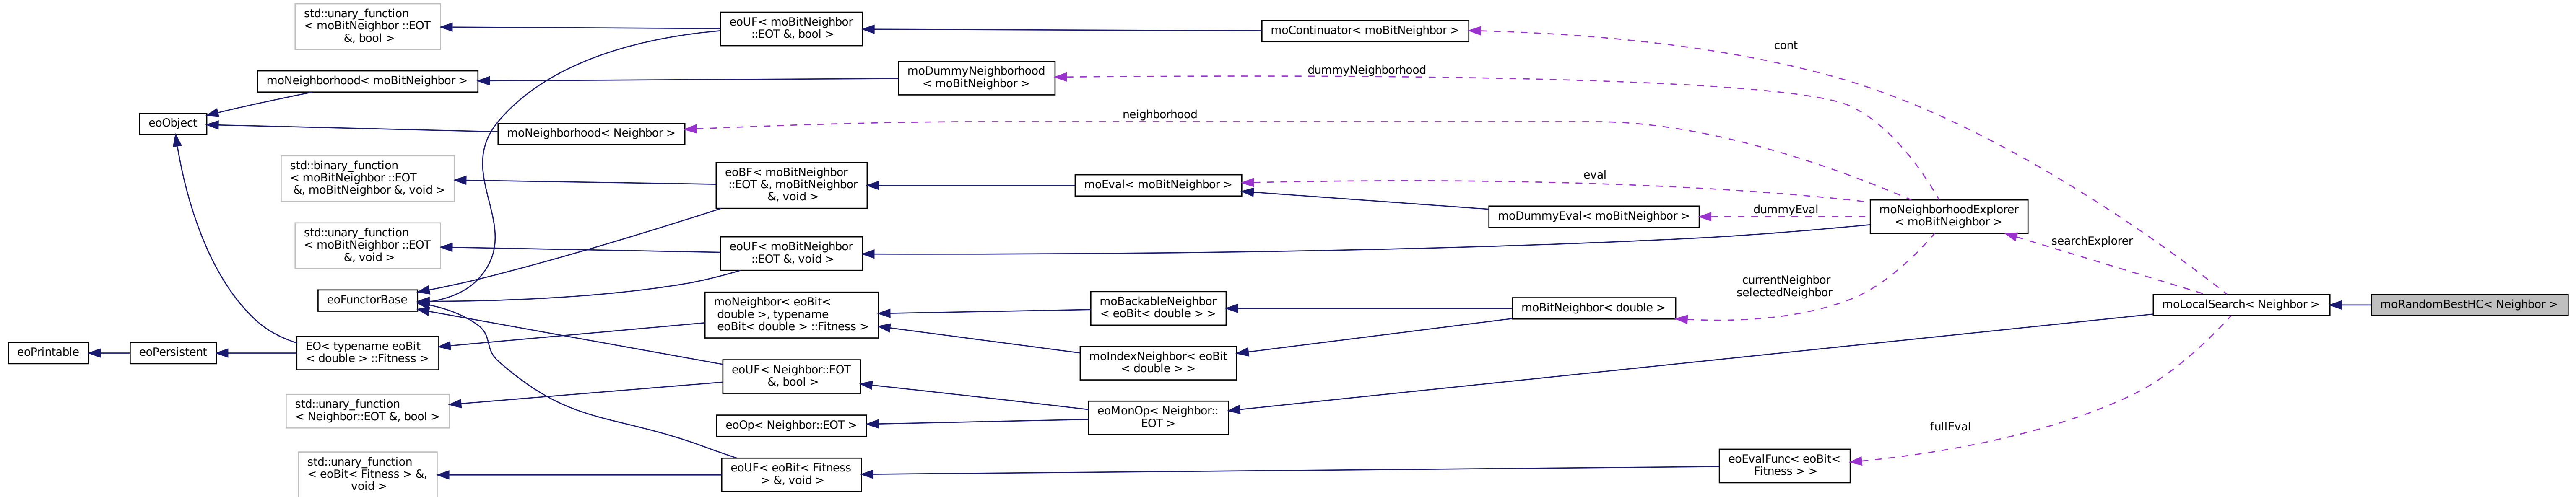 std::unary_function
< moBitNeighbor ::EOT
&, bool >
eoUF< moBitNeighbor
::EOT &, bool >
moContinuator< moBitNeighbor >
cont
moNeighborhood< moBitNeighbor >
moDummyNeighborhood
< moBitNeighbor >
dummyNeighborhood
eoObject
moNeighborhood< Neighbor >
neighborhood
std::binary_function
< moBitNeighbor ::EOT
&, moBitNeighbor &, void >
eoBF< moBitNeighbor
::EOT &, moBitNeighbor
&, void >
moEval< moBitNeighbor >
eval
moDummyEval< moBitNeighbor >
dummyEval
moNeighborhoodExplorer
< moBitNeighbor >
std::unary_function
< moBitNeighbor ::EOT
&, void >
eoUF< moBitNeighbor
::EOT &, void >
searchExplorer
eoFunctorBase
moNeighbor< eoBit<
double >, typename
eoBit< double > ::Fitness >
moBackableNeighbor
< eoBit< double > >
moBitNeighbor< double >
currentNeighbor
selectedNeighbor
moLocalSearch< Neighbor >
moRandomBestHC< Neighbor >
eoPrintable
eoPersistent
EO< typename eoBit
< double > ::Fitness >
moIndexNeighbor< eoBit
< double > >
eoUF< Neighbor::EOT
&, bool >
std::unary_function
< Neighbor::EOT &, bool >
eoOp< Neighbor::EOT >
eoMonOp< Neighbor::
EOT >
fullEval
std::unary_function
< eoBit< Fitness > &,
void >
eoUF< eoBit< Fitness
> &, void >
eoEvalFunc< eoBit<
Fitness > >